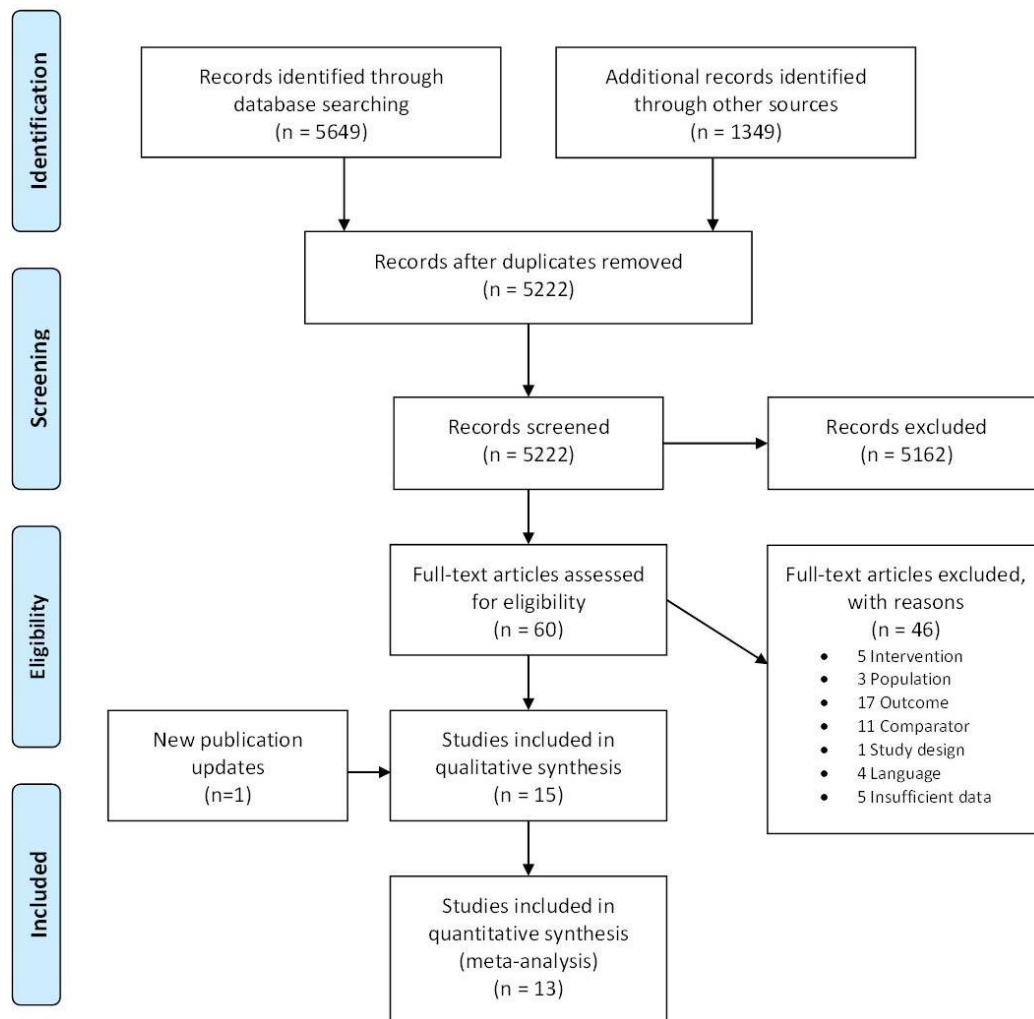 Identification
Records identified through
database searching
(n = 5649)
Additional records identified
through other sources
(n = 1349)
Records after duplicates removed
(n = 5222)
Screening
Records screened
(n = 5222)
Records excluded
(n = 5162)
Eligibility
Full-text articles assessed
for eligibility
(n = 60)
Full-text articles excluded,
with reasons
(n = 46)
• 5 Intervention
• 3 Population
• 17 Outcome
• 11 Comparator
• 1 Study design
• 4 Language
• 5 Insufficient data
New publication
updates
(n=1)
Studies included in
qualitative synthesis
(n = 15)
Included
Studies included in
quantitative synthesis
(meta-analysis)
(n = 13)